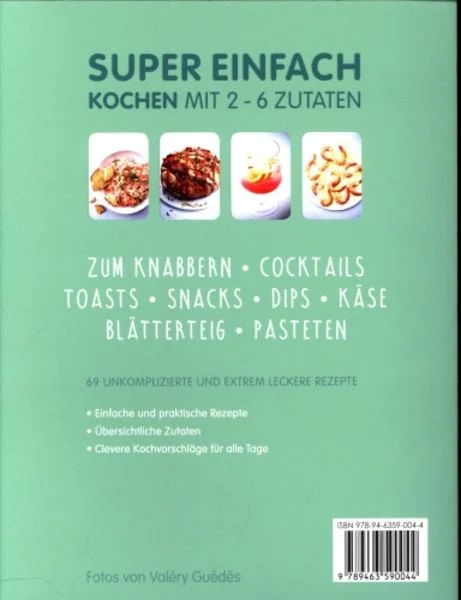 SUPER EINFACH
KOCHEN MIT 2 - 6 ZUTATEN
ZUM KNABBERN • COCKTAILS
TOASTS • SNACKS • DIPS • KÄSE
BLÄTTERTEIG • PASTETEN
69 UNKOMPLIZIERTE UND EXTREM LECKERE REZEPTE
• Einfache und praktische Rezepte
• Übersichtliche Zutaten
• Clevere Kochvorschläge für alle Tage
ISBN 978-94-6359-004-4
9 789463 590044
Fotos von Valéry Guédès